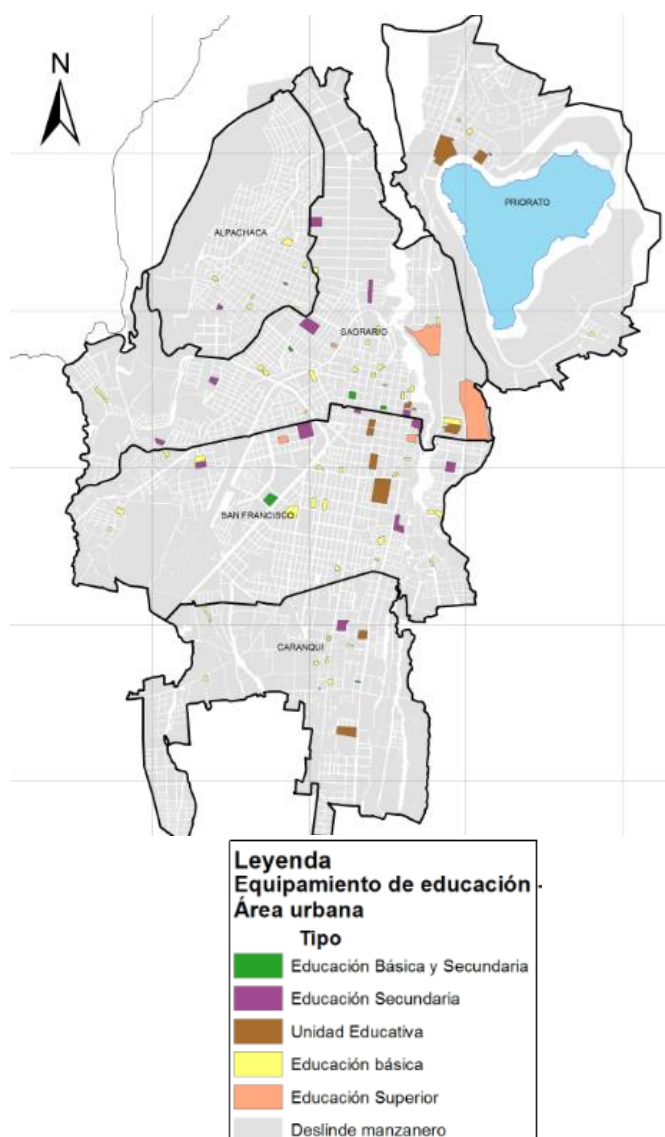 N
PRIORATO
ALPACHACA
SAGRARIO
SAN FRANCISCO
CARANQUI
Leyenda
Equipamiento de educación
Área urbana
Tipo
Educación Básica y Secundaria
Educación Secundaria
Unidad Educativa
Educación básica
Educación Superior
Deslinde manzanero